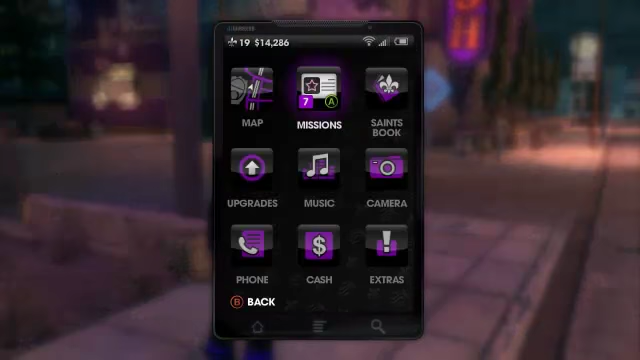 19 $14,286
MAP
7 A
MISSIONS
SAINTS
BOOK
UPGRADES
MUSIC
CAMERA
$
!
PHONE
CASH
EXTRAS
B BACK